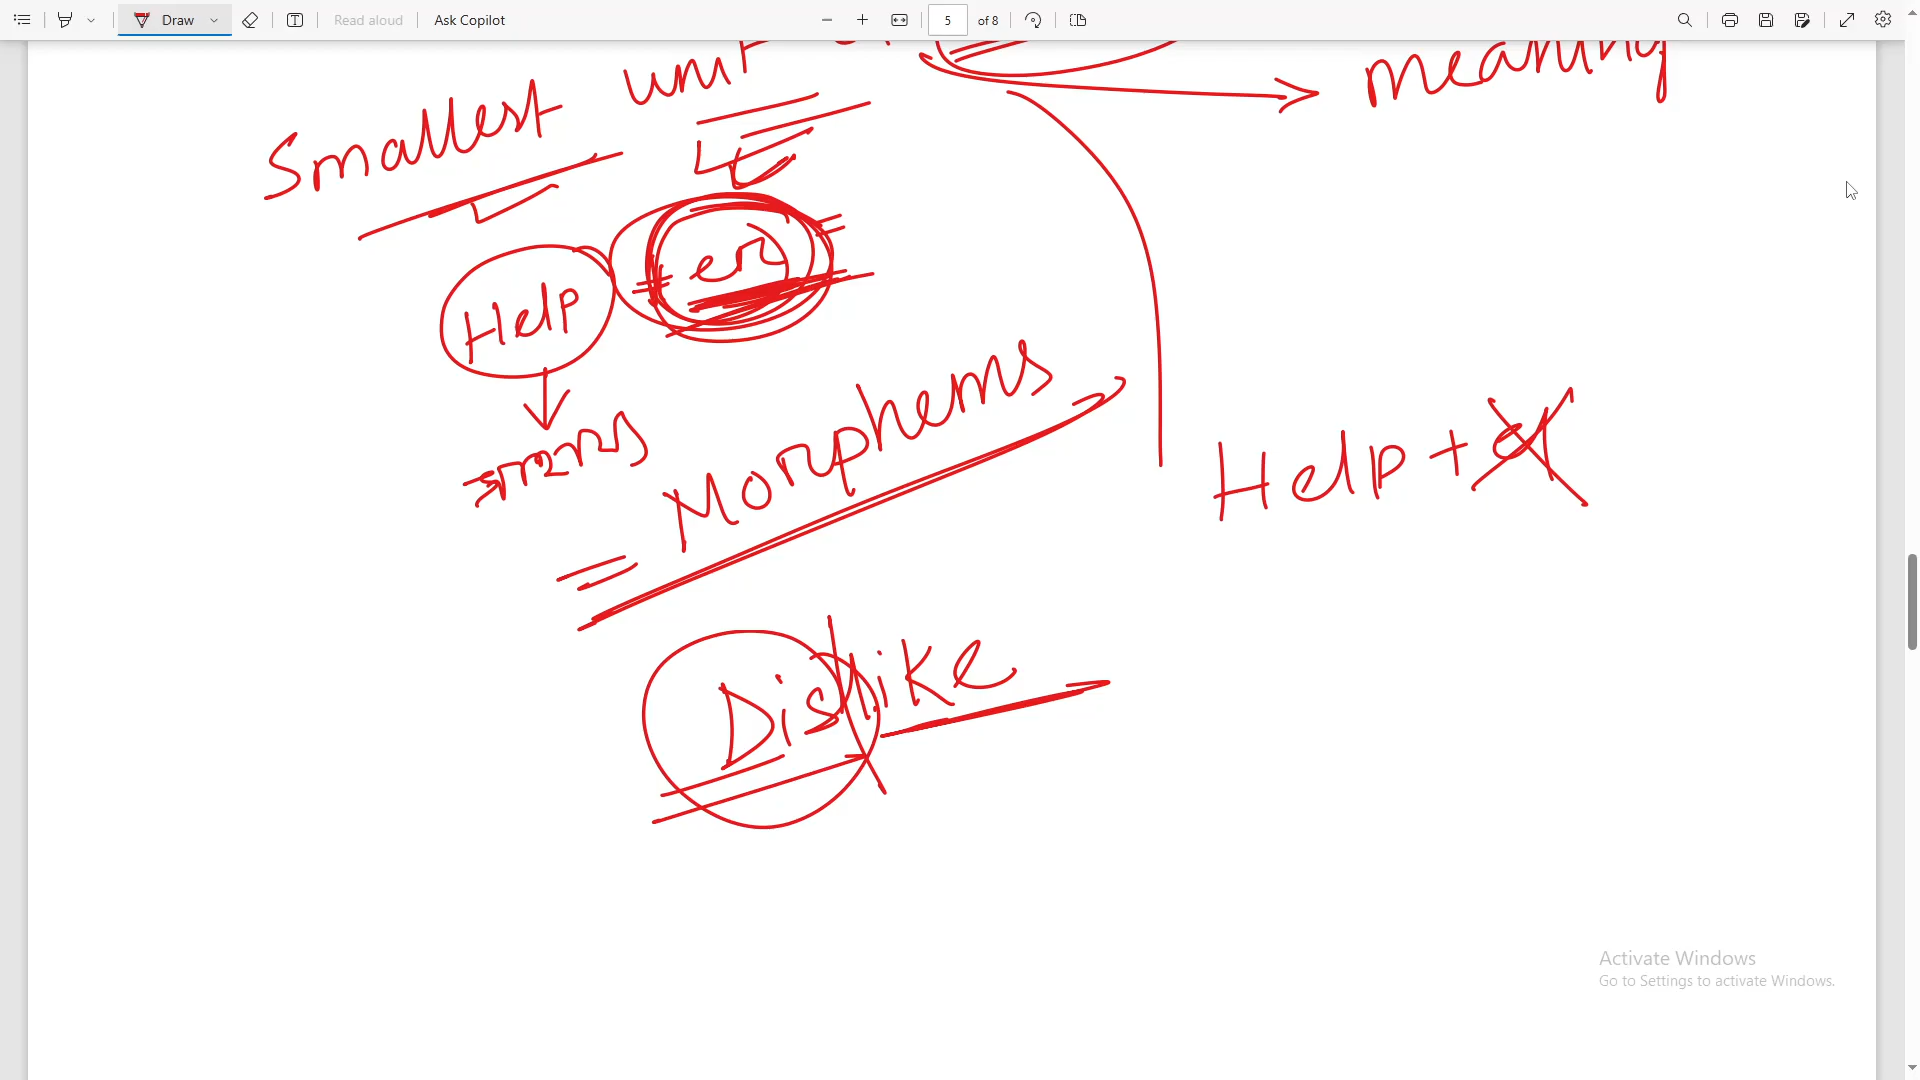 Draw
Read aloud
Ask Copilot
5
of 8
Smallest unit
meaning
Help
er
Morphems
Help +
Dislike
Activate Windows
Go to Settings to activate Windows.